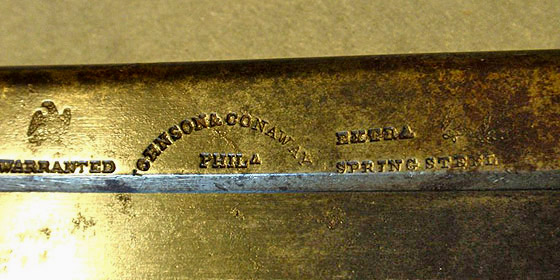 WARRANTED
JOHNSON & CONAWAY
PHILA
EXTRA
SPRING STEEL